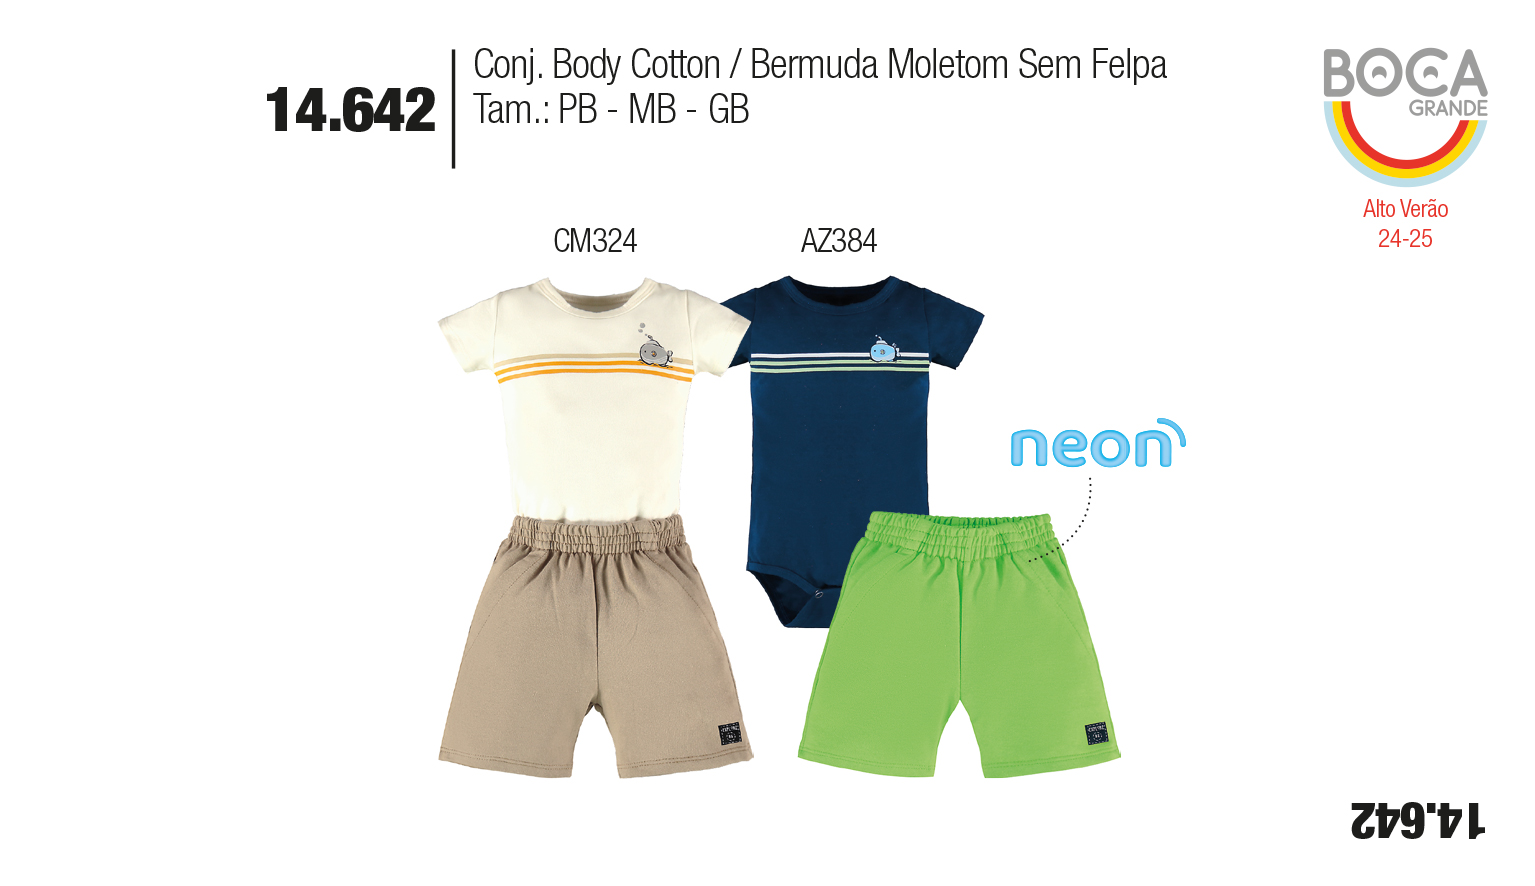 14.642
Conj. Body Cotton / Bermuda Moletom Sem Felpa
Tam.: PB - MB - GB
BOCA
GRANDE
Alto Verão
24-25
CM324
AZ384
neon
14.642